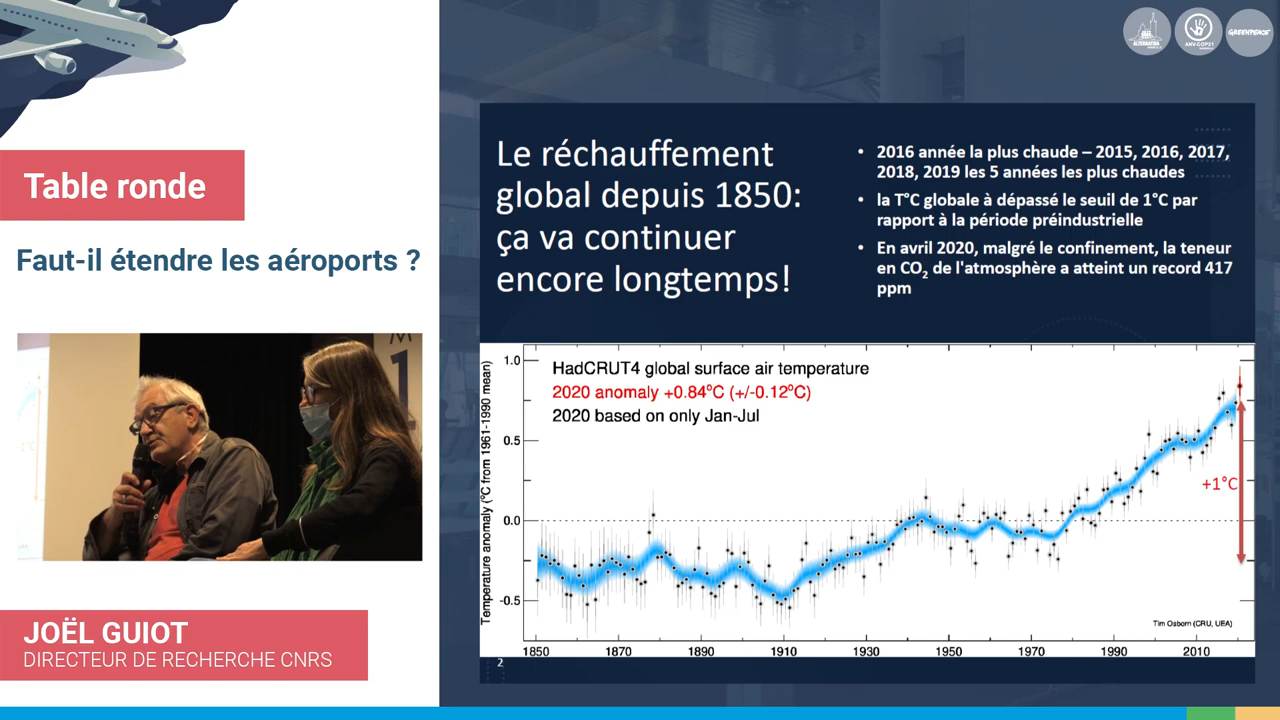 ALTERNATIBA
ANV-COP21
GREENPEACE
Table ronde
Faut-il étendre les aéroports ?
M
1
JOËL GUIOT
DIRECTEUR DE RECHERCHE CNRS
Le réchauffement
global depuis 1850:
ça va continuer
encore longtemps!
• 2016 année la plus chaude – 2015, 2016, 2017,
2018, 2019 les 5 années les plus chaudes
• la T°C globale à dépassé le seuil de 1°C par
rapport à la période préindustrielle
• En avril 2020, malgré le confinement, la teneur
en CO2 de l'atmosphère a atteint un record 417
ppm
HadCRUT4 global surface air temperature
2020 anomaly +0.84°C (+/-0.12°C)
2020 based on only Jan-Jul
Temperature anomaly (°C from 1961-1990 mean)
1.0
0.5
0.0
-0.5
+1°C
Tim Osborn (CRU, UEA)
1850 1870 1890 1910 1930 1950 1970 1990 2010
2